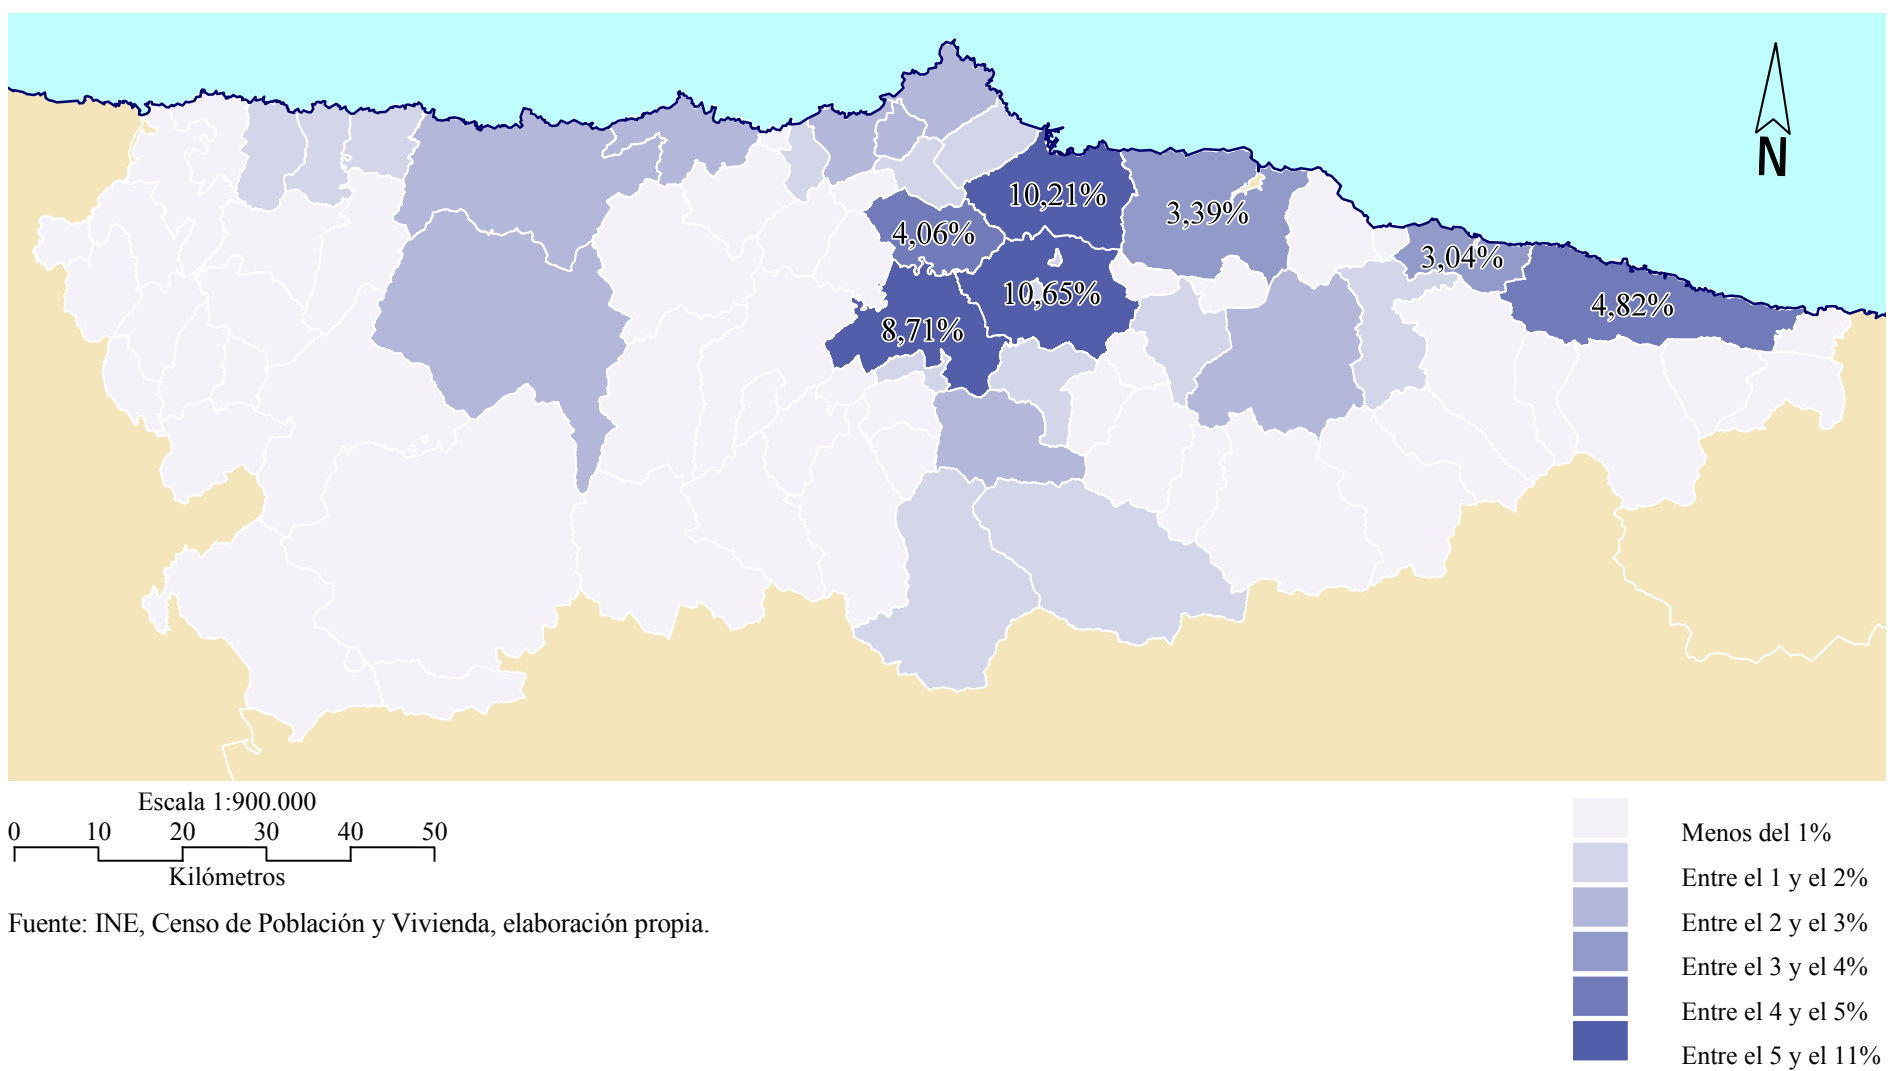 N
10,21%
3,39%
4,06%
3,04%
10,65%
4,82%
8,71%
Escala 1:900.000
0 10 20 30 40 50
Kilómetros
Fuente: INE, Censo de Población y Vivienda, elaboración propia.
Menos del 1%
Entre el 1 y el 2%
Entre el 2 y el 3%
Entre el 3 y el 4%
Entre el 4 y el 5%
Entre el 5 y el 11%